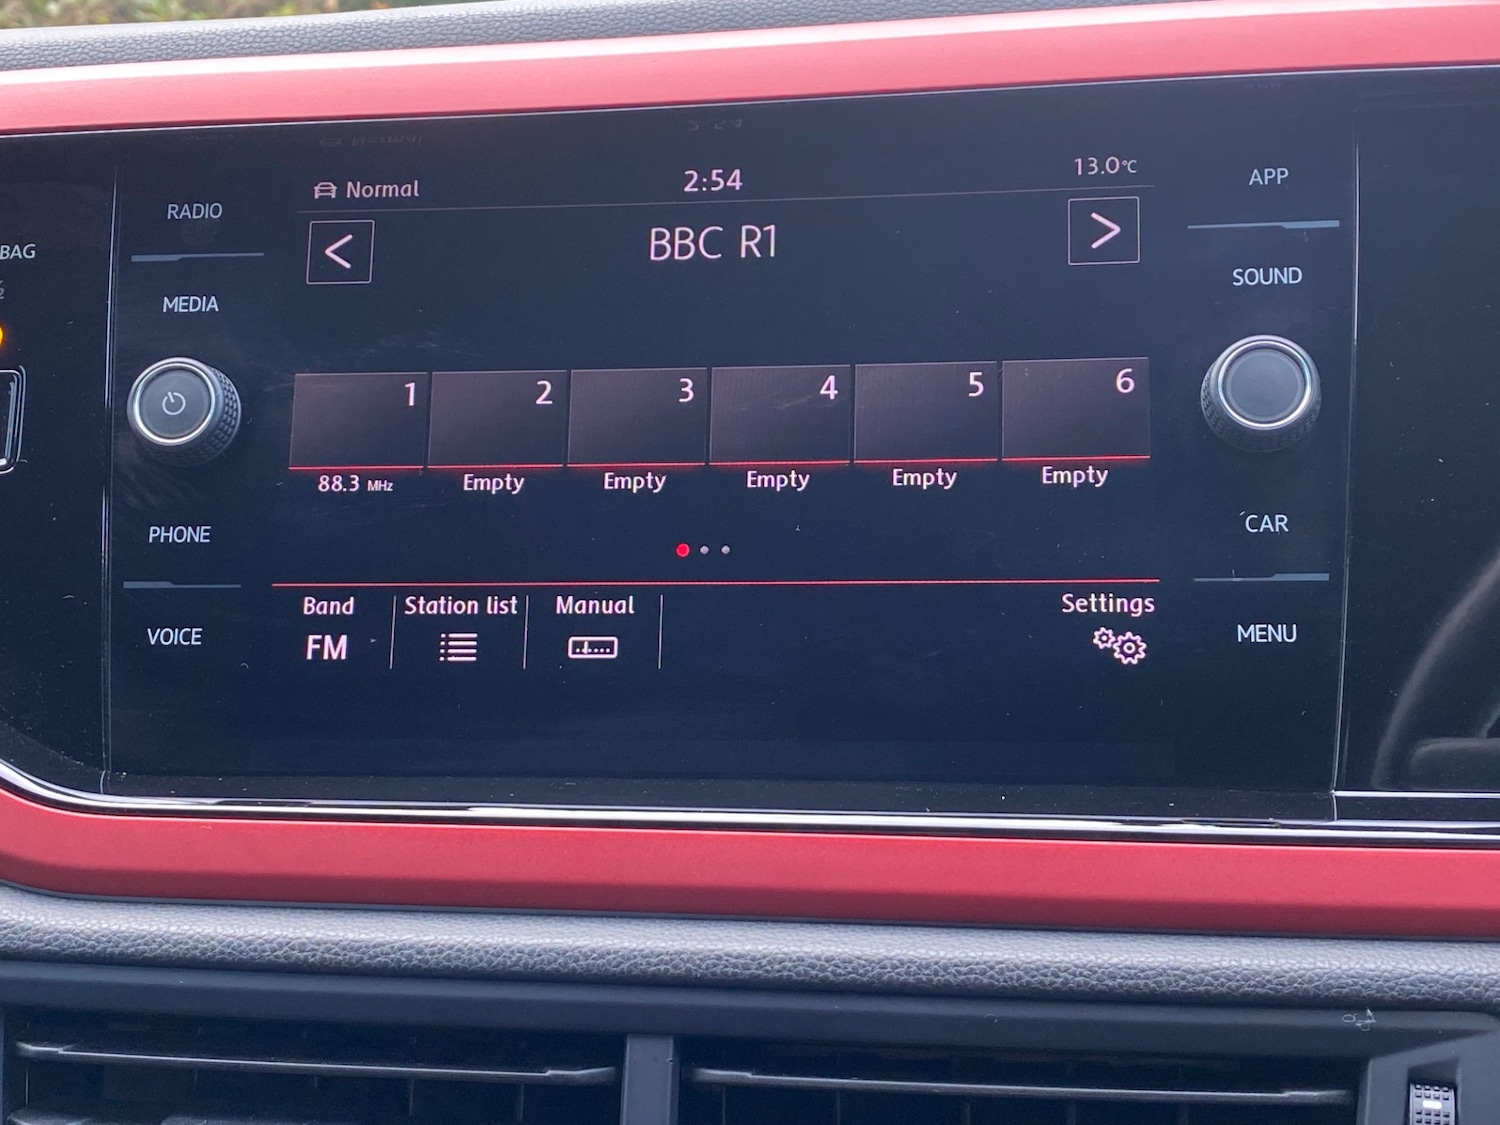 Normal 2:54 13.0°C
BBC R1
RADIO
MEDIA
PHONE
VOICE
BAG
APP
SOUND
CAR
MENU
1 2 3 4 5 6
88.3 MHz Empty Empty Empty Empty Empty
Band Station list Manual Settings
FM